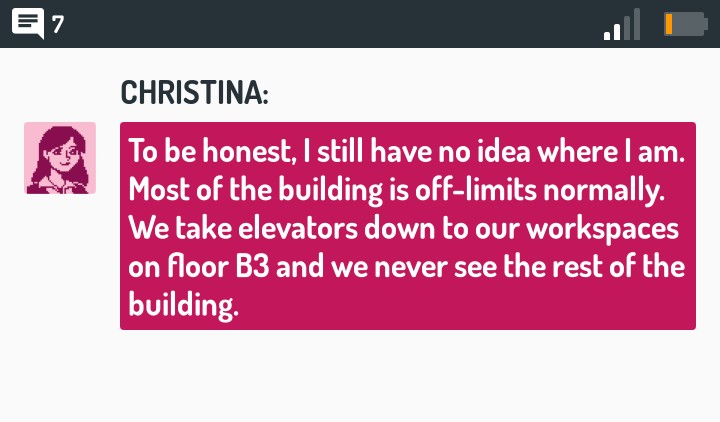 7
CHRISTINA:
To be honest, I still have no idea where I am.
Most of the building is off-limits normally.
We take elevators down to our workspaces
on floor B3 and we never see the rest of the
building.